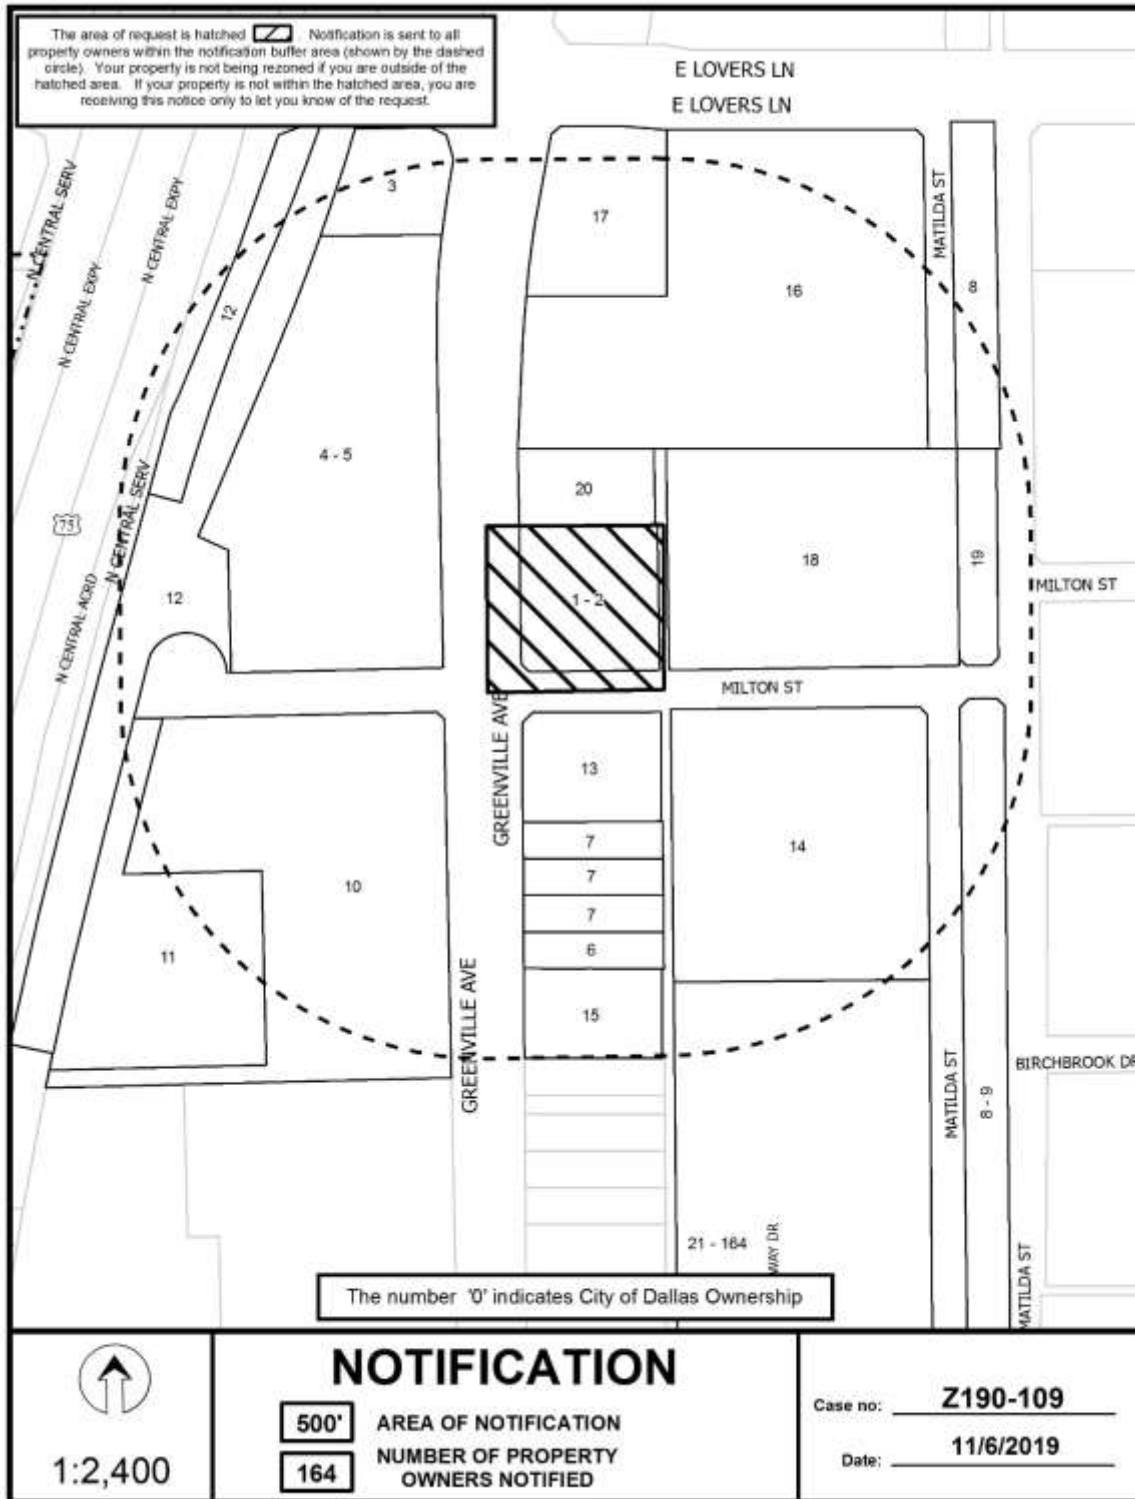 The area of request is hatched . Notification is sent to all
property owners within the notification buffer area (shown by the dashed
circle). Your property is not being rezoned if you are outside of the
hatched area. If your property is not within the hatched area, you are
receiving this notice only to let you know of the request.
E LOVERS LN
E LOVERS LN
N CENTRAL SERV
N CENTRAL EXPY
N CENTRAL EXPY
3
17
MATILDA ST
8
16
12
4 - 5
20
N CENTRAL SERV
75
18
19
MILTON ST
1 - 2
12
N CENTRAL ACRD
MILTON ST
GREENVILLE AVE
13
7
7
7
6
14
10
11
15
GREENVILLE AVE
MATILDA ST
BIRCHBROOK DR
8 - 9
21 - 164
WAY DR
MATILDA ST
The number '0' indicates City of Dallas Ownership
1:2,400
NOTIFICATION
500' AREA OF NOTIFICATION
164 NUMBER OF PROPERTY
OWNERS NOTIFIED
Case no: Z190-109
Date: 11/6/2019